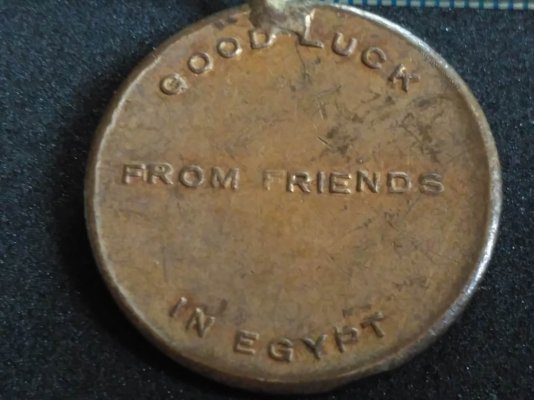 GOOD LUCK
FROM FRIENDS
IN EGYPT